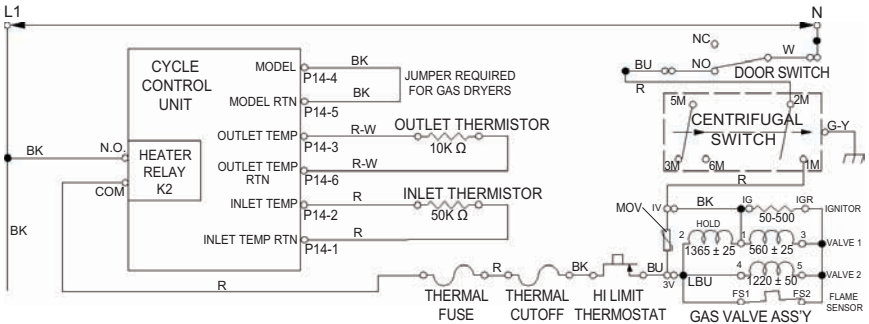 L1
N
NC
W
BU
NO
DOOR SWITCH
R
CYCLE
CONTROL
UNIT
MODEL
BK
P14-4
JUMPER REQUIRED
FOR GAS DRYERS
MODEL RTN
BK
P14-5
5M
2M
CENTRIFUGAL
SWITCH
G-Y
3M
6M
1M
R
OUTLET TEMP
R-W
P14-3
OUTLET THERMISTOR
10K Ω
OUTLET TEMP
RTN
R-W
P14-6
BK
N.O.
HEATER
RELAY
K2
COM
INLET TEMP
R
P14-2
INLET THERMISTOR
50K Ω
INLET TEMP RTN
R
P14-1
BK
MOV
1V
BK
IG
IGR
IGNITOR
50-500
HOLD
2
1
3
VALVE 1
1365 ± 25
560 ± 25
4
5
VALVE 2
1220 ± 50
LBU
3V
FS1
FS2
FLAME
SENSOR
GAS VALVE ASS'Y
R
R
BK
BU
THERMAL
FUSE
THERMAL
CUTOFF
HI LIMIT
THERMOSTAT